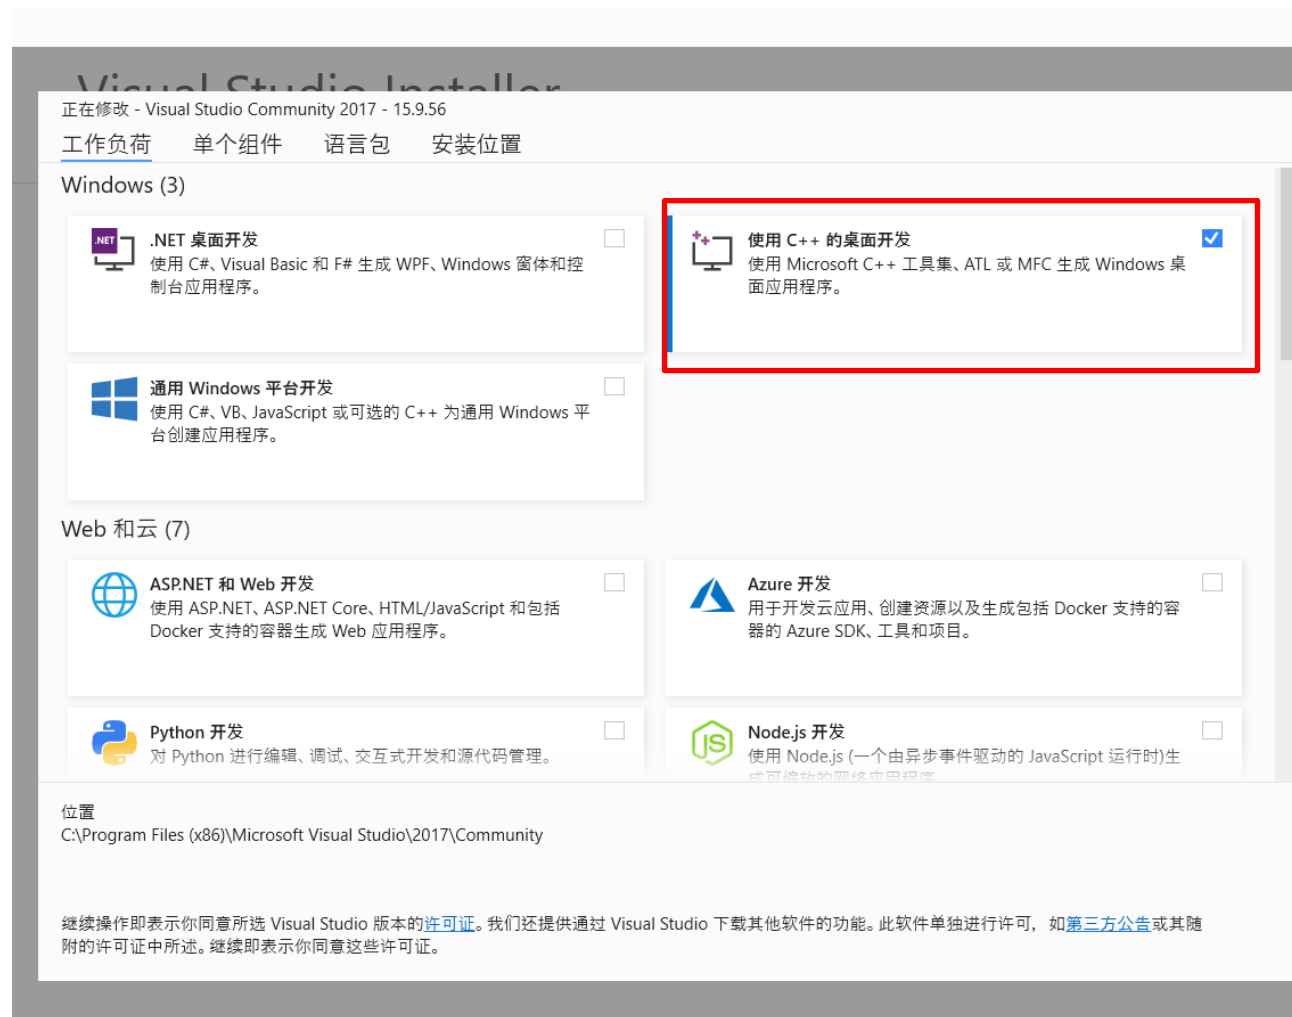 Visual Studio Installer
正在修改 - Visual Studio Community 2017 - 15.9.56
工作负荷 单个组件 语言包 安装位置
Windows (3)
.NET
.NET 桌面开发
使用 C#、Visual Basic 和 F# 生成 WPF、Windows 窗体和控
制台应用程序。
使用 C++ 的桌面开发
使用 Microsoft C++ 工具集、ATL 或 MFC 生成 Windows 桌
面应用程序。
通用 Windows 平台开发
使用 C#、VB、JavaScript 或可选的 C++ 为通用 Windows 平
台创建应用程序。
Web 和云 (7)
ASP.NET 和 Web 开发
使用 ASP.NET、ASP.NET Core、HTML/JavaScript 和包括
Docker 支持的容器生成 Web 应用程序。
Azure 开发
用于开发云应用、创建资源以及生成包括 Docker 支持的容
器的 Azure SDK、工具和项目。
Python 开发
对 Python 进行编辑、调试、交互式开发和源代码管理。
JS
Node.js 开发
使用 Node.js (一个由异步事件驱动的 JavaScript 运行时)生
成可缩放的网络应用程序
位置
C:\Program Files (x86)\Microsoft Visual Studio\2017\Community
继续操作即表示你同意所选 Visual Studio 版本的许可证。我们还提供通过 Visual Studio 下载其他软件的功能。此软件单独进行许可，如第三方公告或其随
附的许可证中所述。继续即表示你同意这些许可证。